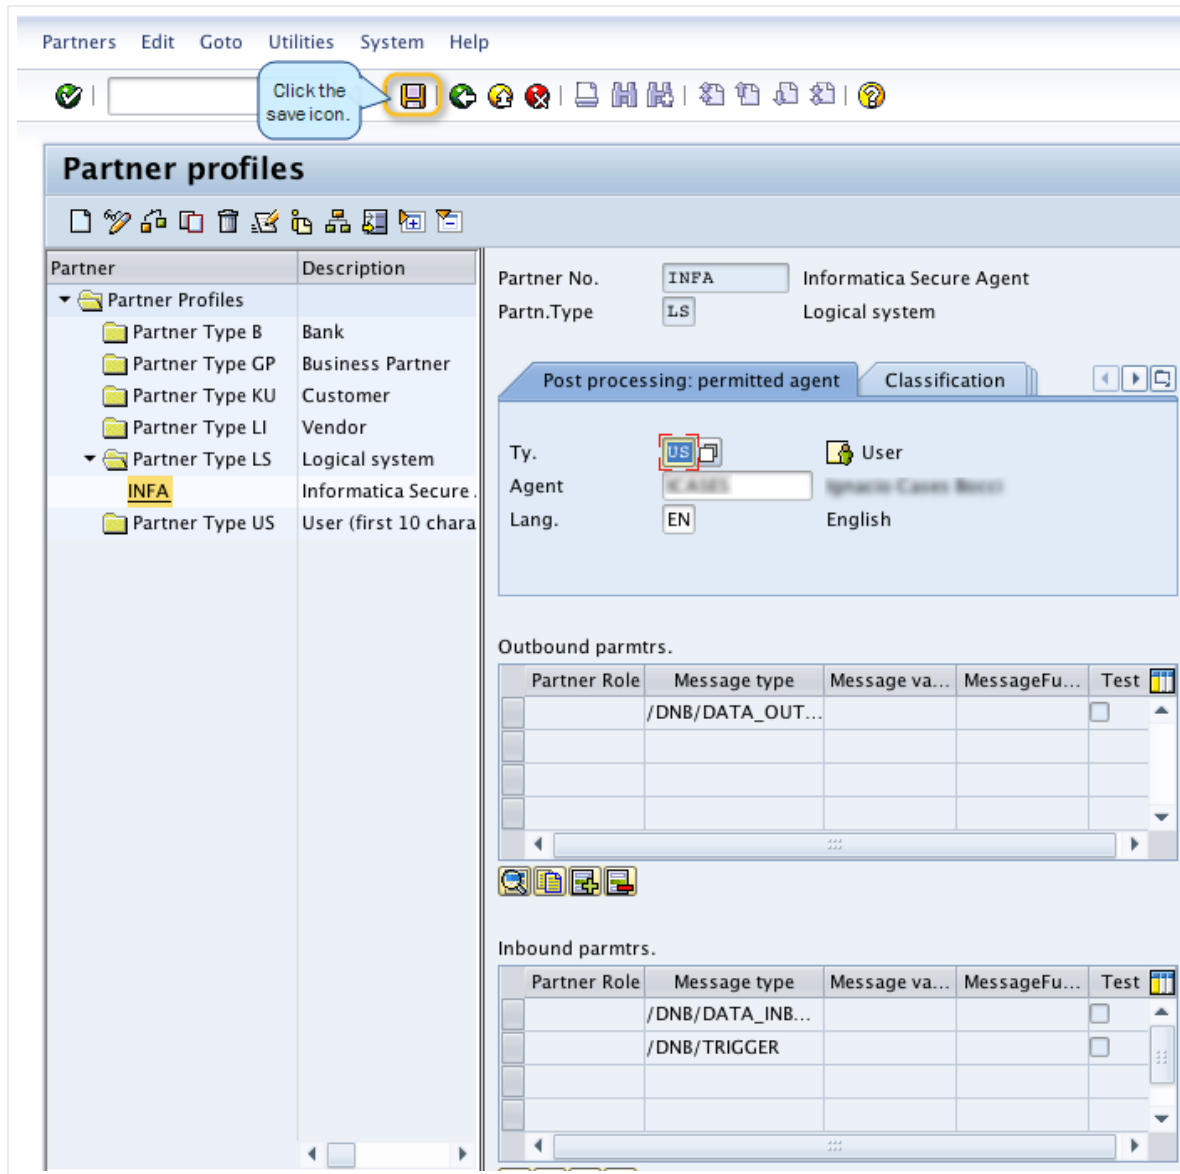 Partners Edit Goto Utilities System Help
Click the
save icon.
Partner profiles
Partner Description
Partner Profiles
Partner Type B Bank
Partner Type GP Business Partner
Partner Type KU Customer
Partner Type LI Vendor
Partner Type LS Logical system
INFA Informatica Secure .
Partner Type US User (first 10 chara
Partner No. INFA Informatica Secure Agent
Partn.Type LS Logical system
Post processing: permitted agent Classification
Ty. US User
Agent
Lang. EN English
Outbound parmtrs.
Partner Role Message type Message va... MessageFu... Test
/DNB/DATA_OUT...
Inbound parmtrs.
Partner Role Message type Message va... MessageFu... Test
/DNB/DATA_INB...
/DNB/TRIGGER